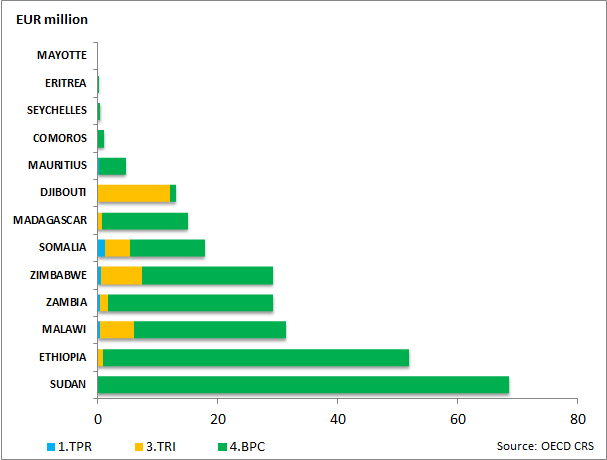 EUR million
MAYOTTE
ERITREA
SEYCHELLES
COMOROS
MAURITIUS
DJIBOUTI
MADAGASCAR
SOMALIA
ZIMBABWE
ZAMBIA
MALAWI
ETHIOPIA
SUDAN
0 20 40 60 80
1.TPR 3.TRI 4.BPC Source: OECD CRS